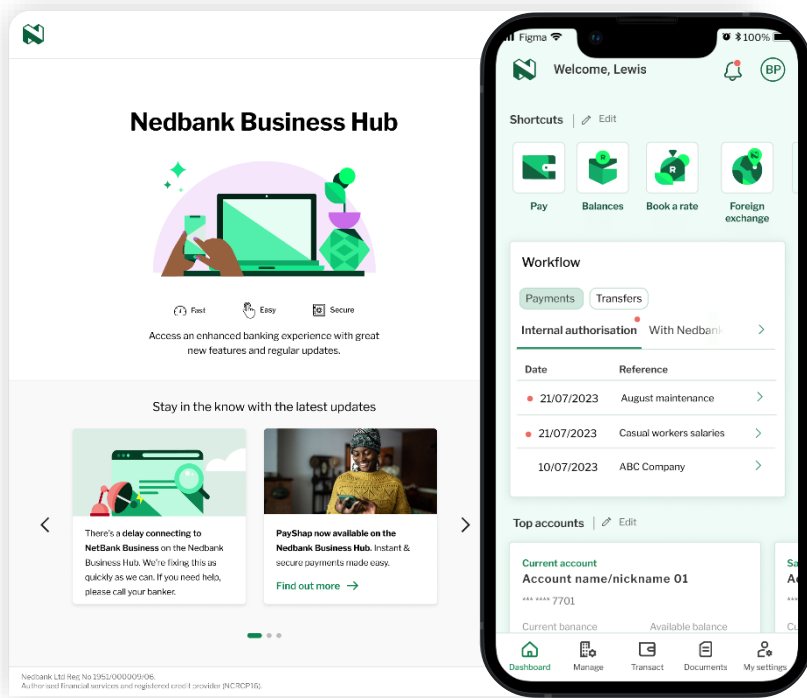 Nedbank Business Hub
Fast
Easy
Secure
Access an enhanced banking experience with great
new features and regular updates.
Stay in the know with the latest updates
There's a delay connecting to
NetBank Business on the Nedbank
Business Hub. We're fixing this as
quickly as we can. If you need help,
please call your banker.
PayShap now available on the
Nedbank Business Hub. Instant &
secure payments made easy.
Find out more
Nedbank Ltd Reg No 1951/000009/06.
Authorised financial services and registered credit provider (NCRCP16).
Figma
100%
Welcome, Lewis
BP
Shortcuts
Edit
Pay
Balances
Book a rate
Foreign
exchange
Workflow
Payments
Transfers
Internal authorisation
With Nedbank
Date
Reference
21/07/2023
August maintenance
21/07/2023
Casual workers salaries
10/07/2023
ABC Company
Top accounts
Edit
Current account
Account name/nickname 01
*** **** 7701
Current banance
Available balance
Dashboard
Manage
Transact
Documents
My settings